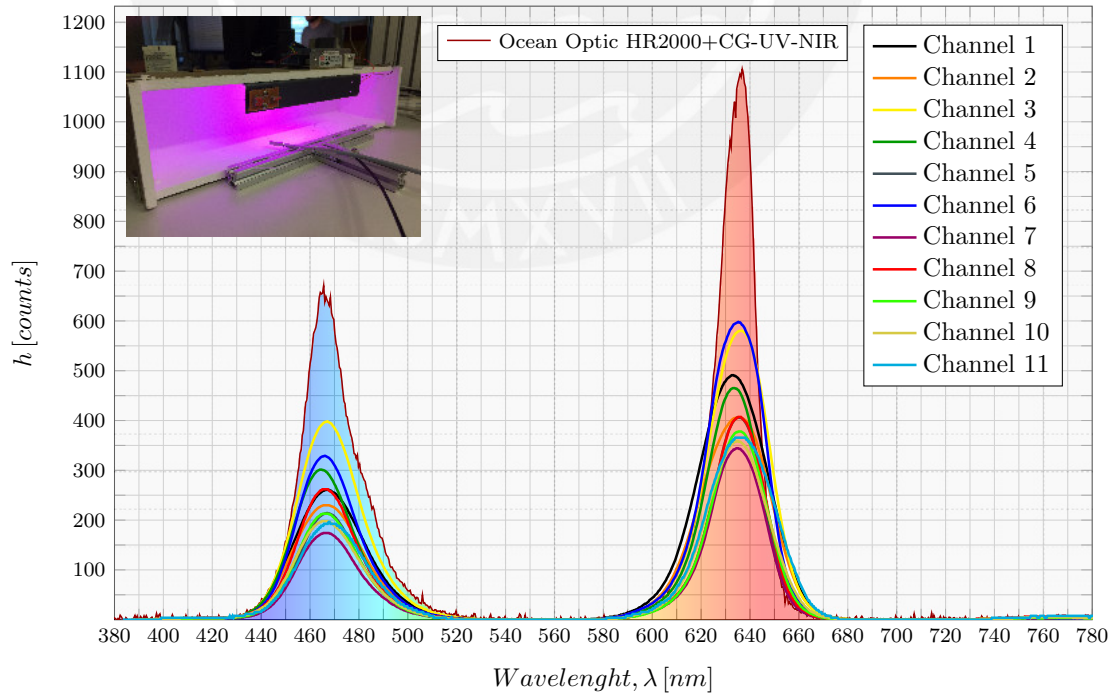 1200
1100
1000
900
800
700
600
500
400
300
200
100
h [counts]
Ocean Optic HR2000+CG-UV-NIR
Channel 1
Channel 2
Channel 3
Channel 4
Channel 5
Channel 6
Channel 7
Channel 8
Channel 9
Channel 10
Channel 11
MXVII
380 400 420 440 460 480 500 520 540 560 580 600 620 640 660 680 700 720 740 760 780
Wavelenght, λ [nm]